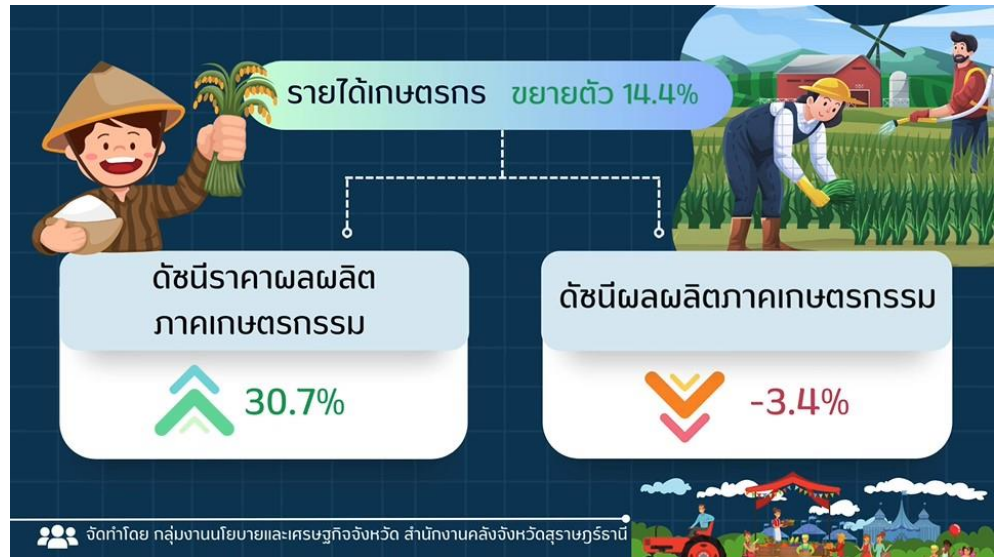 รายได้เกษตรกร ขยายตัว 14.4%
ดัชนีราคาผลผลิต
ภาคเกษตรกรรม
30.7%
ดัชนีผลผลิตภาคเกษตรกรรม
-3.4%
จัดทำโดย กลุ่มงานนโยบายและเศรษฐกิจจังหวัด สำนักงานคลังจังหวัดสุราษฎร์ธานี